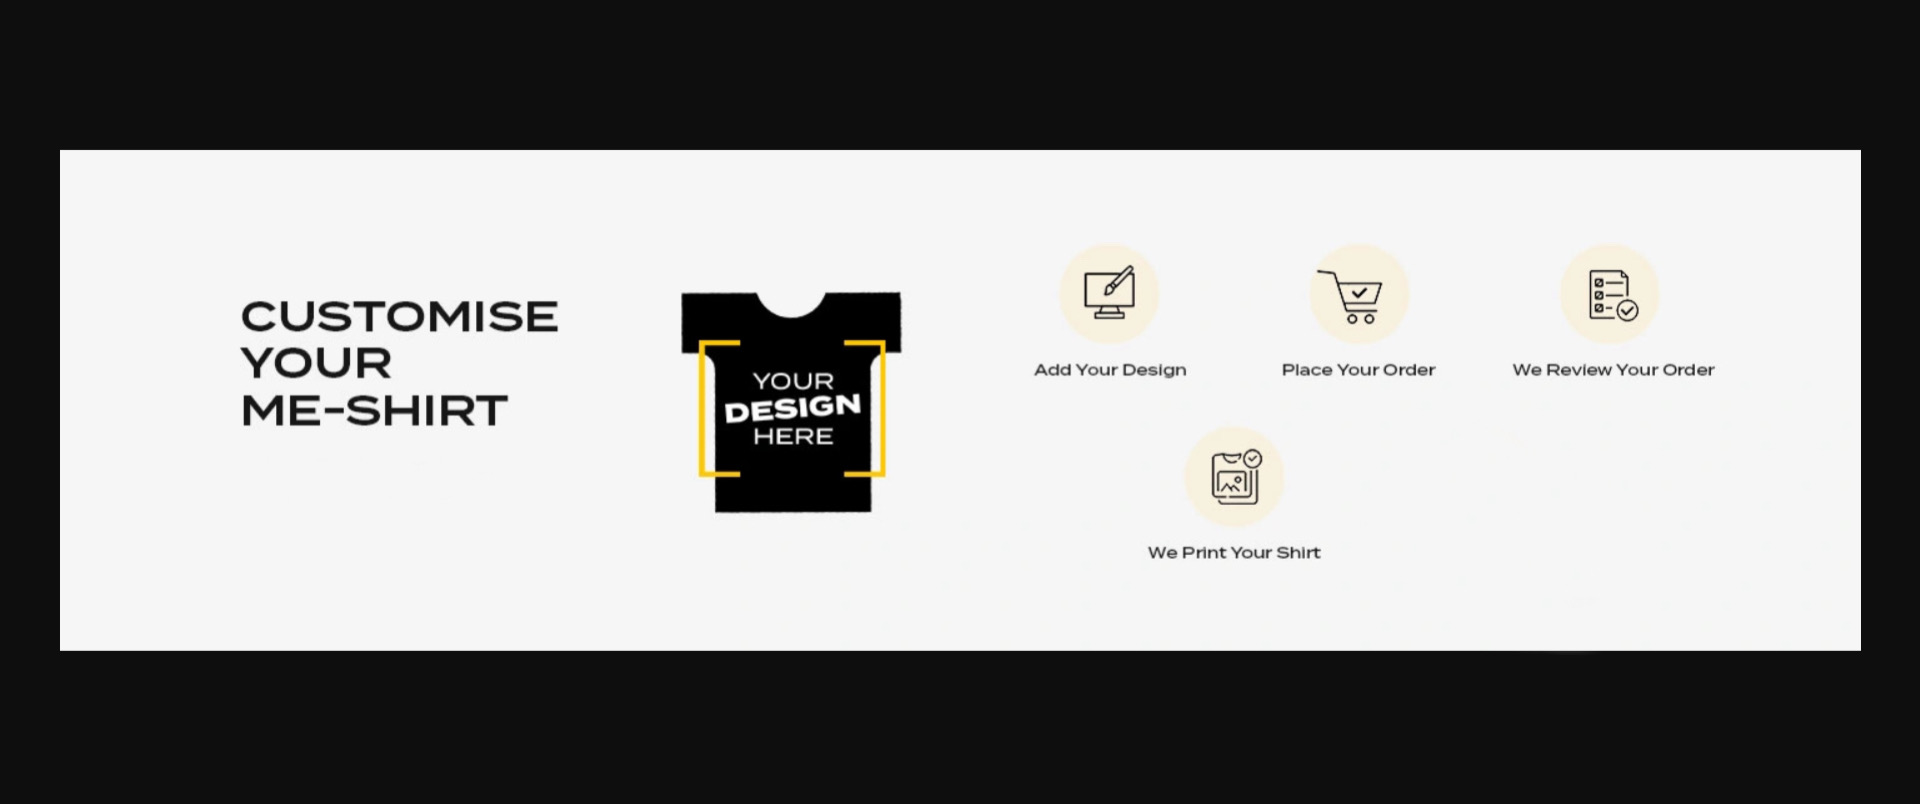 CUSTOMISE
YOUR
ME-SHIRT
YOUR
DESIGN
HERE
Add Your Design
Place Your Order
We Review Your Order
We Print Your Shirt